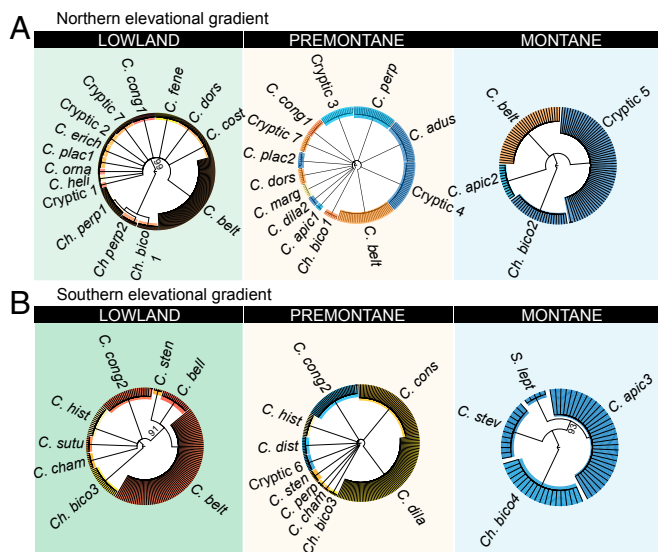 A Northern elevational gradient
LOWLAND
PREMONTANE
MONTANE
C. fene
C. dors
C. cost
C. cong1
Cryptic 7
Cryptic 2
C. erich
C. plac1
C. orna
C. heli
Cryptic 1
Ch. perp1
Ch perp2
Ch. bico
1
C. belt
99
Cryptic 3
C. perp
C. adus
C. cong1
Cryptic 7
C. plac2
C. dors
C. marg
C. dila2
C. apic1
Ch. bico1
C. belt
Cryptic 4
C. belt
Cryptic 5
C. apic2
Ch. bico2
B Southern elevational gradient
LOWLAND
PREMONTANE
MONTANE
C. cong2
C. sten
C. bell
C. hist
C. sutu
C. cham
Ch. bico3
C. belt
91
C. cong2
C. cons
C. hist
C. dist
Cryptic 6
C. sten
C. perp
C. cham
Ch. bico3
C. dila
S. lept
C. apic3
C. stev
Ch. bico4
93